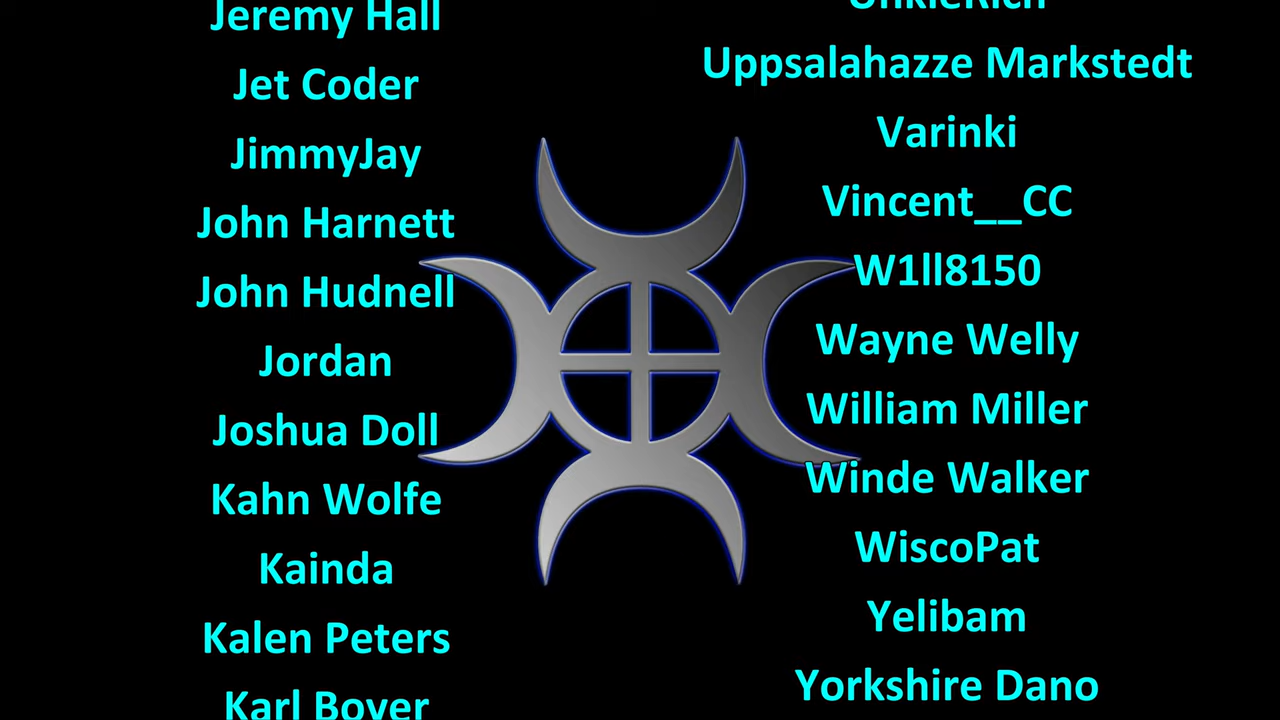 Jeremy Hall
Jet Coder
JimmyJay
John Harnett
John Hudnell
Jordan
Joshua Doll
Kahn Wolfe
Kainda
Kalen Peters
Karl Boyer
UnkleRich
Uppsalahazze Markstedt
Varinki
Vincent__CC
W1ll8150
Wayne Welly
William Miller
Winde Walker
WiscoPat
Yelibam
Yorkshire Dano